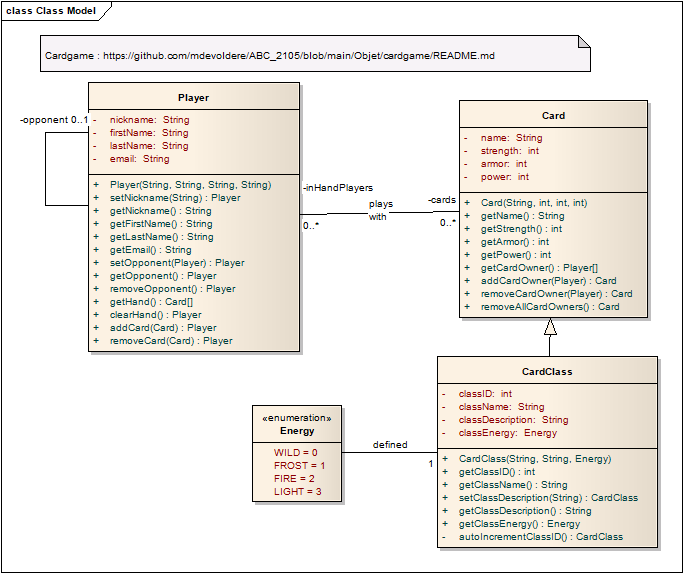 class Class Model
Cardgame : https://github.com/mdevoldere/ABC_2105/blob/main/Objet/cardgame/README.md
Player
-opponent 0..1
- nickname: String
- firstName: String
- lastName: String
- email: String
+ Player(String, String, String, String)
+ setNickname(String) : Player
+ getNickname() : String
+ getFirstName() : String
+ getLastName() : String
+ getEmail() : String
+ setOpponent(Player) : Player
+ getOpponent() : Player
+ removeOpponent() : Player
+ getHand() : Card[]
+ clearHand() : Player
+ addCard(Card) : Player
+ removeCard(Card) : Player
-inHandPlayers
0..*
plays
with
-cards
0..*
Card
- name: String
- strength: int
- armor: int
- power: int
+ Card(String, int, int, int)
+ getName() : String
+ getStrength() : int
+ getArmor() : int
+ getPower() : int
+ getCardOwner() : Player[]
+ addCardOwner(Player) : Card
+ removeCardOwner(Player) : Card
+ removeAllCardOwners() : Card
«enumeration»
Energy
WILD = 0
FROST = 1
FIRE = 2
LIGHT = 3
defined
1
CardClass
- classID: int
- className: String
- classDescription: String
- classEnergy: Energy
+ CardClass(String, String, Energy)
+ getClassID() : int
+ getClassName() : String
+ setClassDescription(String) : CardClass
+ getClassDescription() : String
+ getClassEnergy() : Energy
- autoIncrementClassID() : CardClass